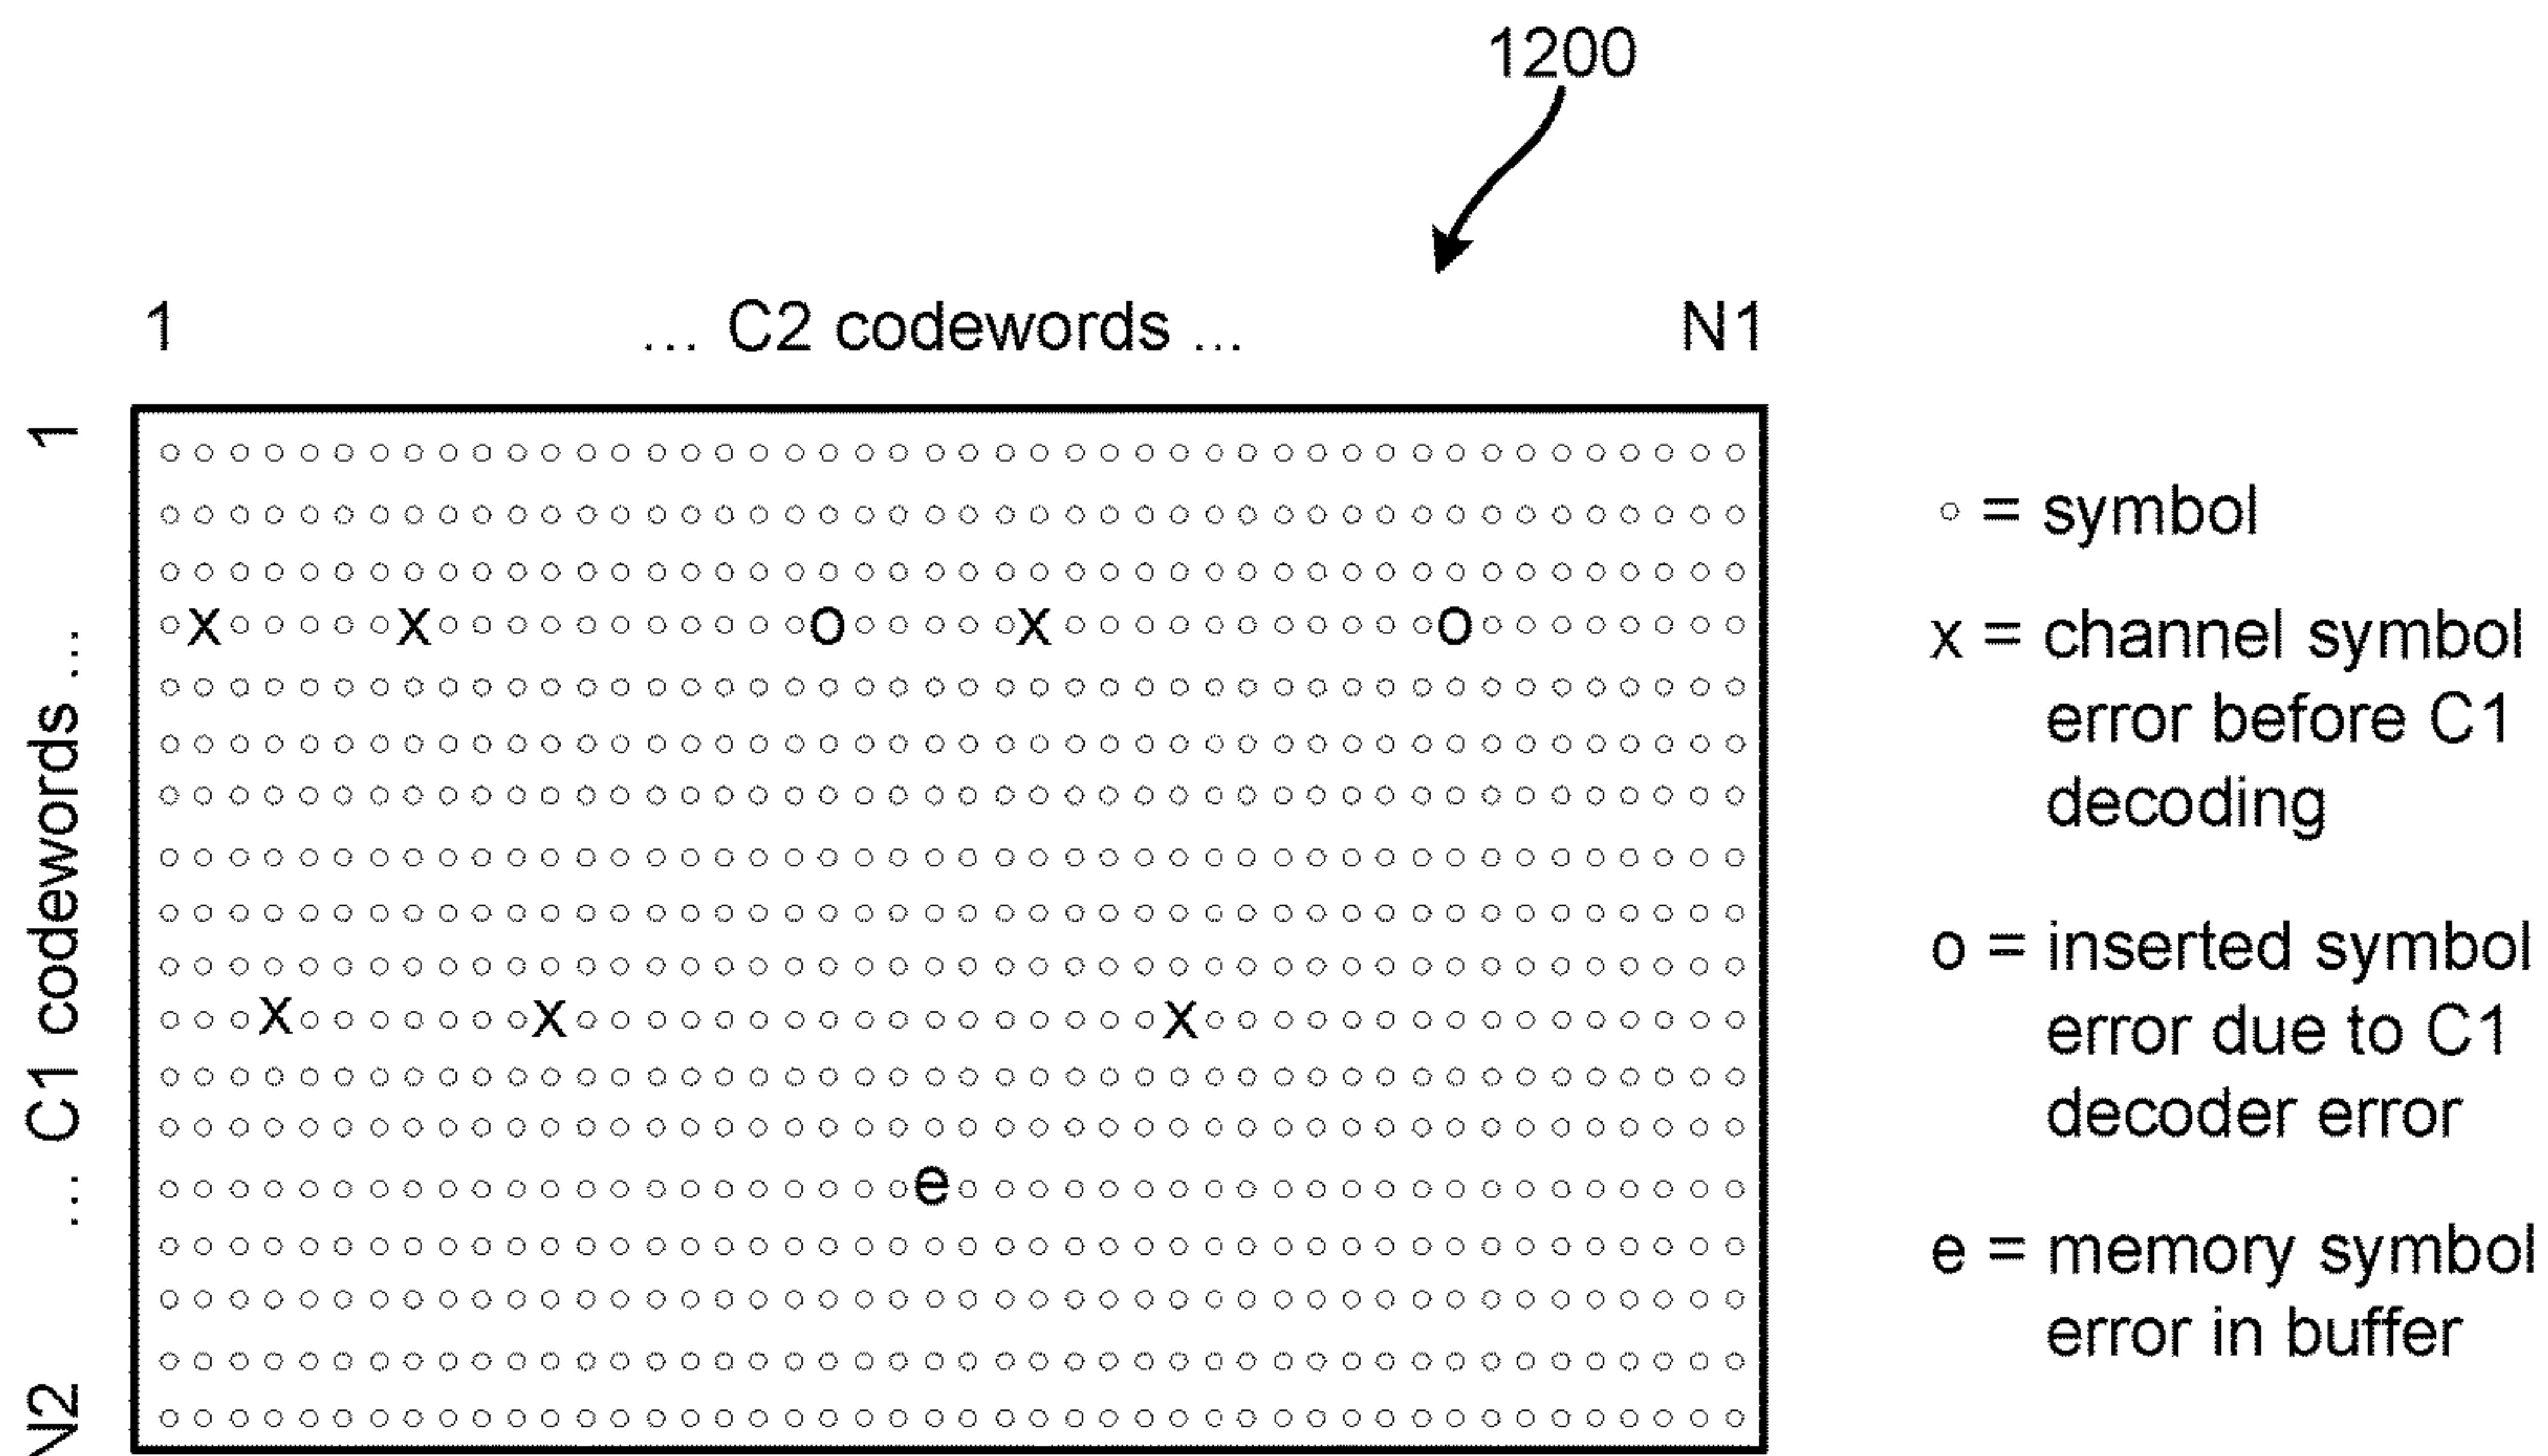 1200
1 ... C2 codewords ... N1
1 ... C1 codewords ... N2
x x o x o
x x x
e
○ = symbol
x = channel symbol
error before C1
decoding
o = inserted symbol
error due to C1
decoder error
e = memory symbol
error in buffer